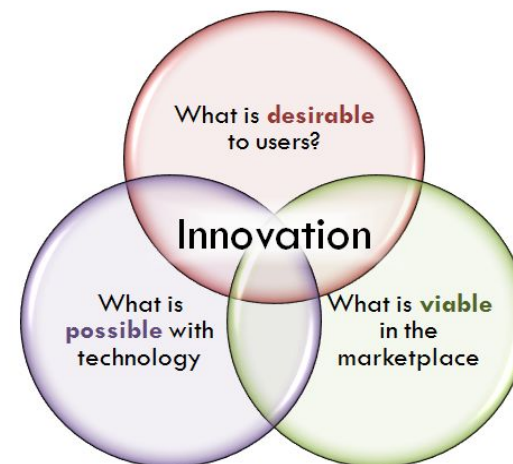 What is desirable
to users?
Innovation
What is
possible with
technology
What is viable
in the
marketplace